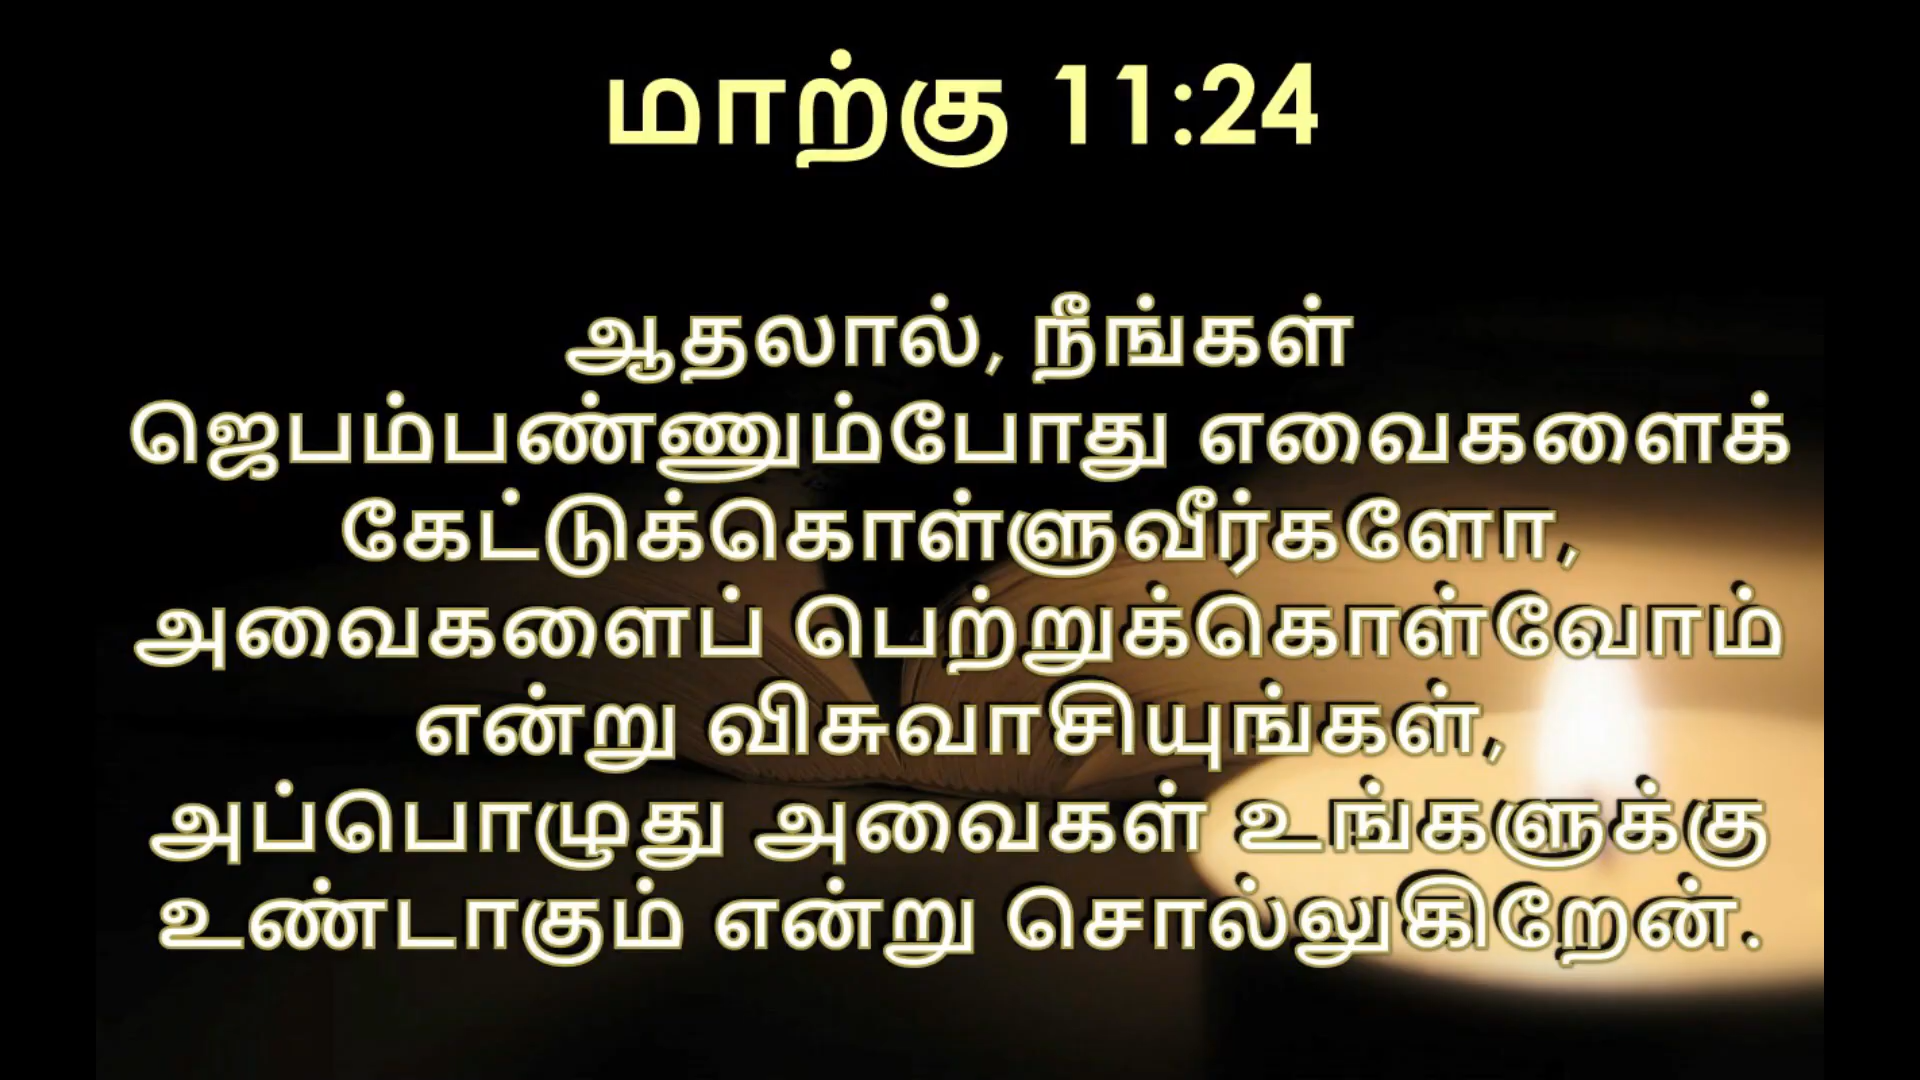 மாற்கு 11:24
ஆதலால், நீங்கள்
ஜெபம்பண்ணும்போது எவைகளைக்
கேட்டுக்கொள்ளுவீர்களோ,
அவைகளைப் பெற்றுக்கொள்வோம்
என்று விசுவாசியுங்கள்,
அப்பொழுது அவைகள் உங்களுக்கு
உண்டாகும் என்று சொல்லுகிறேன்.